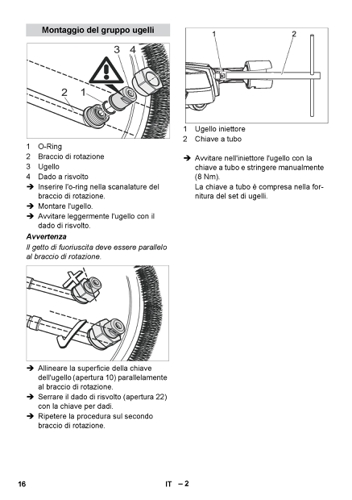 Montaggio del gruppo ugelli
3 4
2 1
1 O-Ring
2 Braccio di rotazione
3 Ugello
4 Dado a risvolto
➔ Inserire l'o-ring nella scanalature del
braccio di rotazione.
➔ Montare l'ugello.
➔ Avvitare leggermente l'ugello con il
dado di risvolto.
Avvertenza
Il getto di fuoriuscita deve essere parallelo
al braccio di rotazione.
➔ Allineare la superficie della chiave
dell'ugello (apertura 10) parallelamente
al braccio di rotazione.
➔ Serrare il dado di risvolto (apertura 22)
con la chiave per dadi.
➔ Ripetere la procedura sul secondo
braccio di rotazione.
1 2
1 Ugello iniettore
2 Chiave a tubo
➔ Avvitare nell'iniettore l'ugello con la
chiave a tubo e stringere manualmente
(8 Nm).
La chiave a tubo è compresa nella for-
nitura del set di ugelli.
16 IT – 2